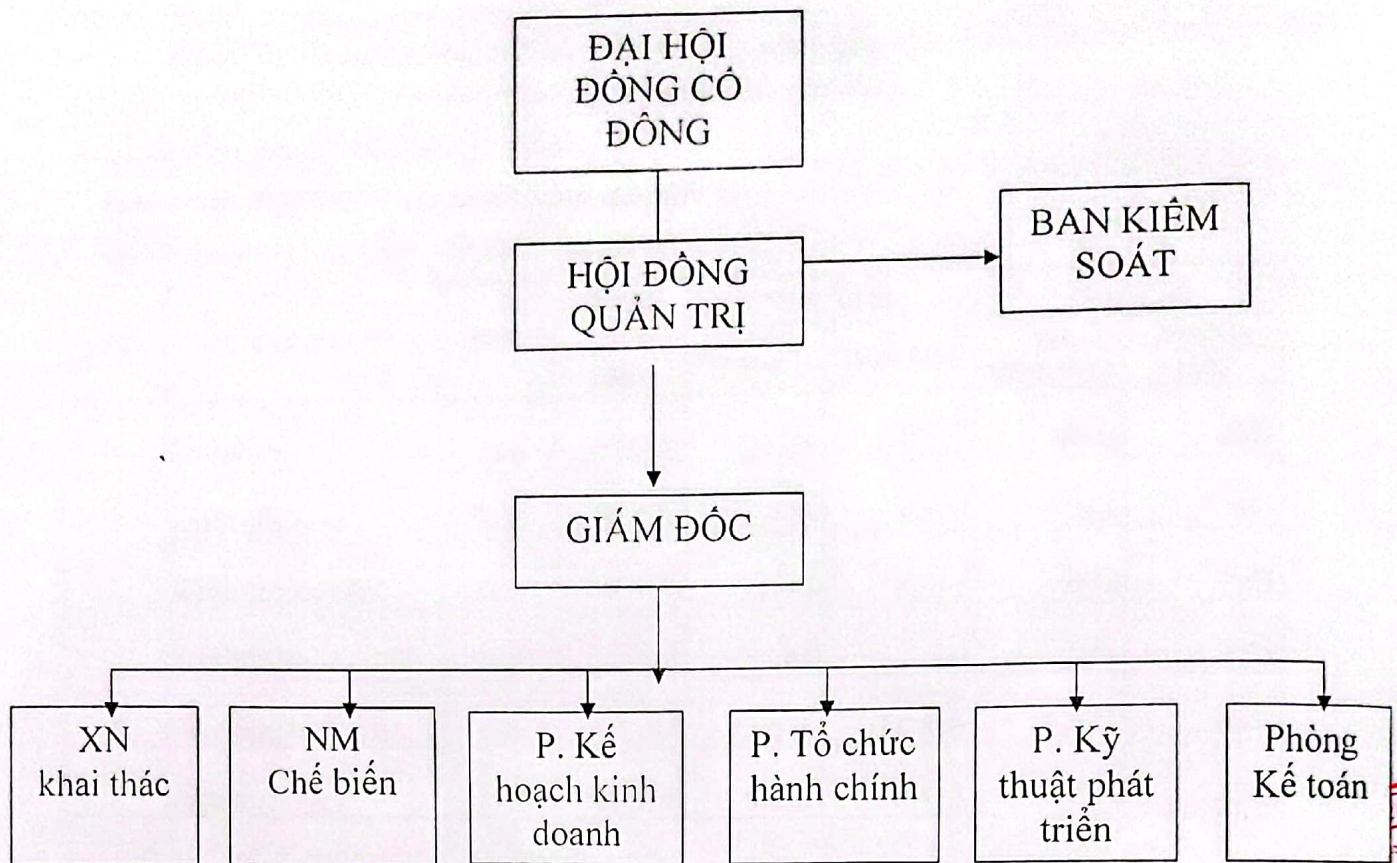 ĐẠI HỘI
ĐỒNG CỔ
ĐÔNG
BAN KIỂM
SOÁT
HỘI ĐỒNG
QUẢN TRỊ
GIÁM ĐỐC
XN
khai thác
NM
Chế biến
P. Kế
hoạch kinh
doanh
P. Tổ chức
hành chính
P. Kỹ
thuật phát
triển
Phòng
Kế toán